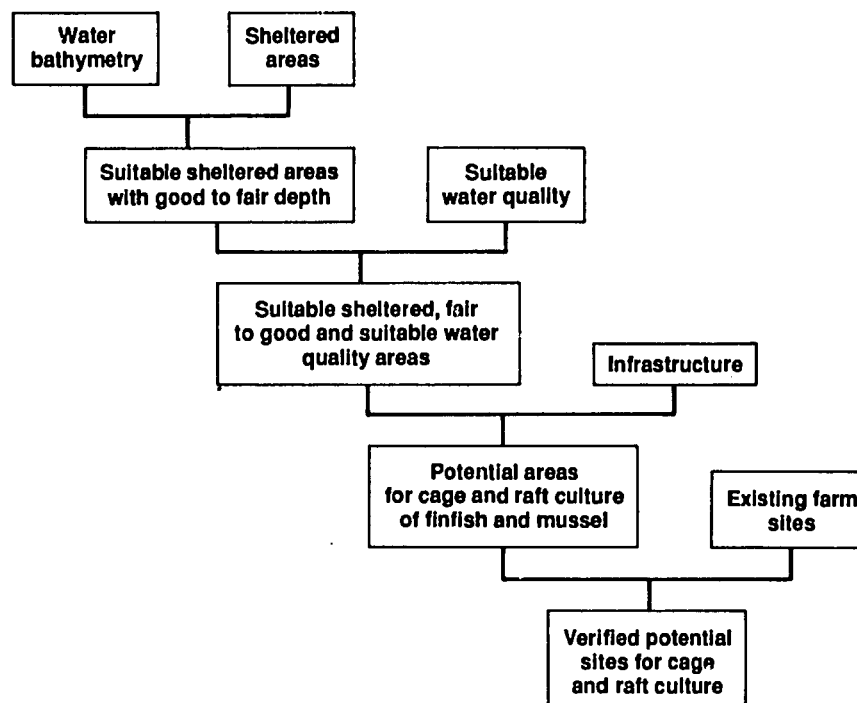 Water
bathymetry
Sheltered
areas
Suitable sheltered areas
with good to fair depth
Suitable
water quality
Suitable sheltered, fair
to good and suitable water
quality areas
Infrastructure
Potential areas
for cage and raft culture
of finfish and mussel
Existing farm
sites
Verified potential
sites for cage
and raft culture